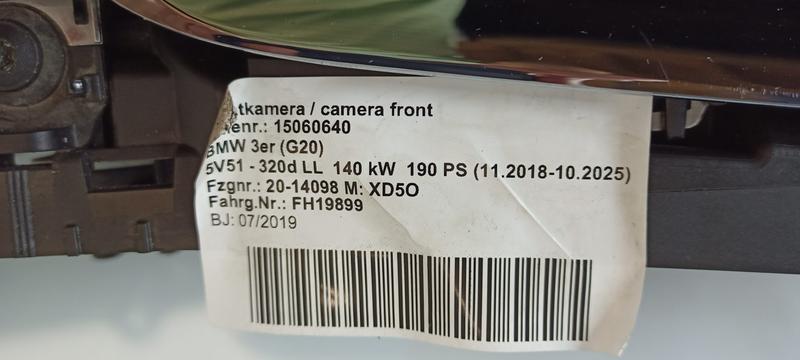 tkamera / camera front
enr.: 15060640
BMW 3er (G20)
5V51 - 320d LL 140 kW 190 PS (11.2018-10.2025)
Fzgnr.: 20-14098 M: XD5O
Fahrg.Nr.: FH19899
BJ: 07/2019